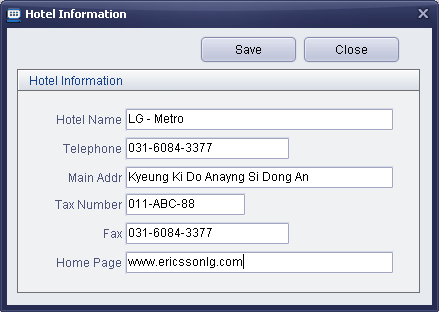 Hotel Information
Save Close
Hotel Information
Hotel Name LG - Metro
Telephone 031-6084-3377
Main Addr Kyeung Ki Do Anayng Si Dong An
Tax Number 011-ABC-88
Fax 031-6084-3377
Home Page www.ericssonlg.com